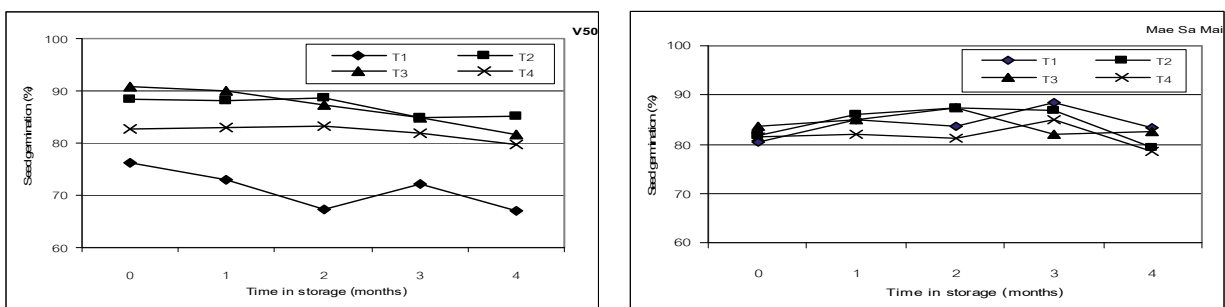 V50
100
90
80
70
60
Seed germination (%)
T1 T2
T3 T4
0 1 2 3 4
Time in storage (months)
Mae Sa Mai
100
90
80
70
60
Seed germination (%)
T1 T2
T3 T4
0 1 2 3 4
Time in storage (months)